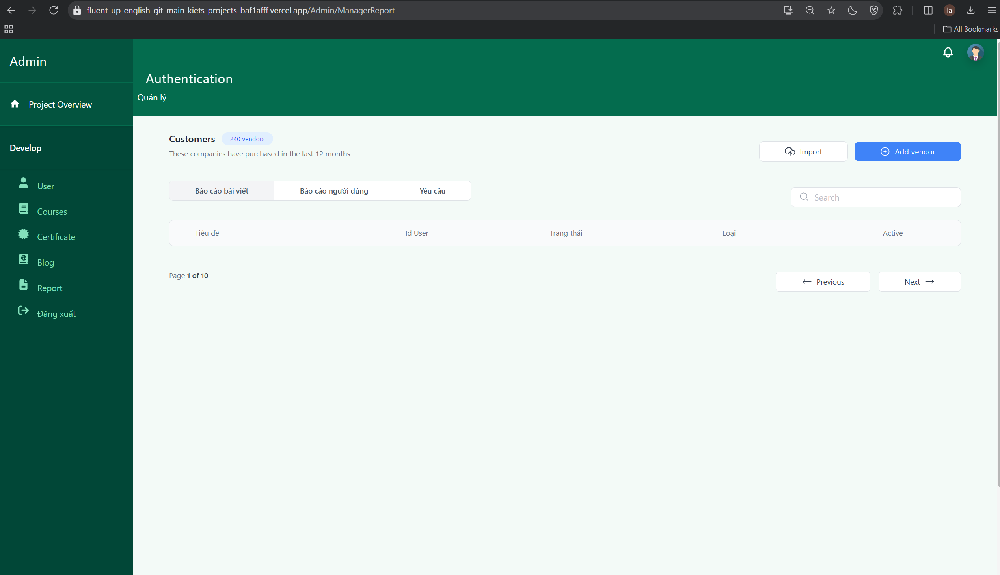 fluent-up-english-git-main-kiets-projects-baf1afff.vercel.app/Admin/ManagerReport
la
All Bookmarks
Admin
Authentication
Quản lý
Project Overview
Develop
User
Courses
Certificate
Blog
Report
Đăng xuất
Customers 240 vendors
These companies have purchased in the last 12 months.
Import
Add vendor
Báo cáo bài viết Báo cáo người dùng Yêu cầu
Search
Tiêu đề Id User Trang thái Loại Active
Page 1 of 10
Previous
Next